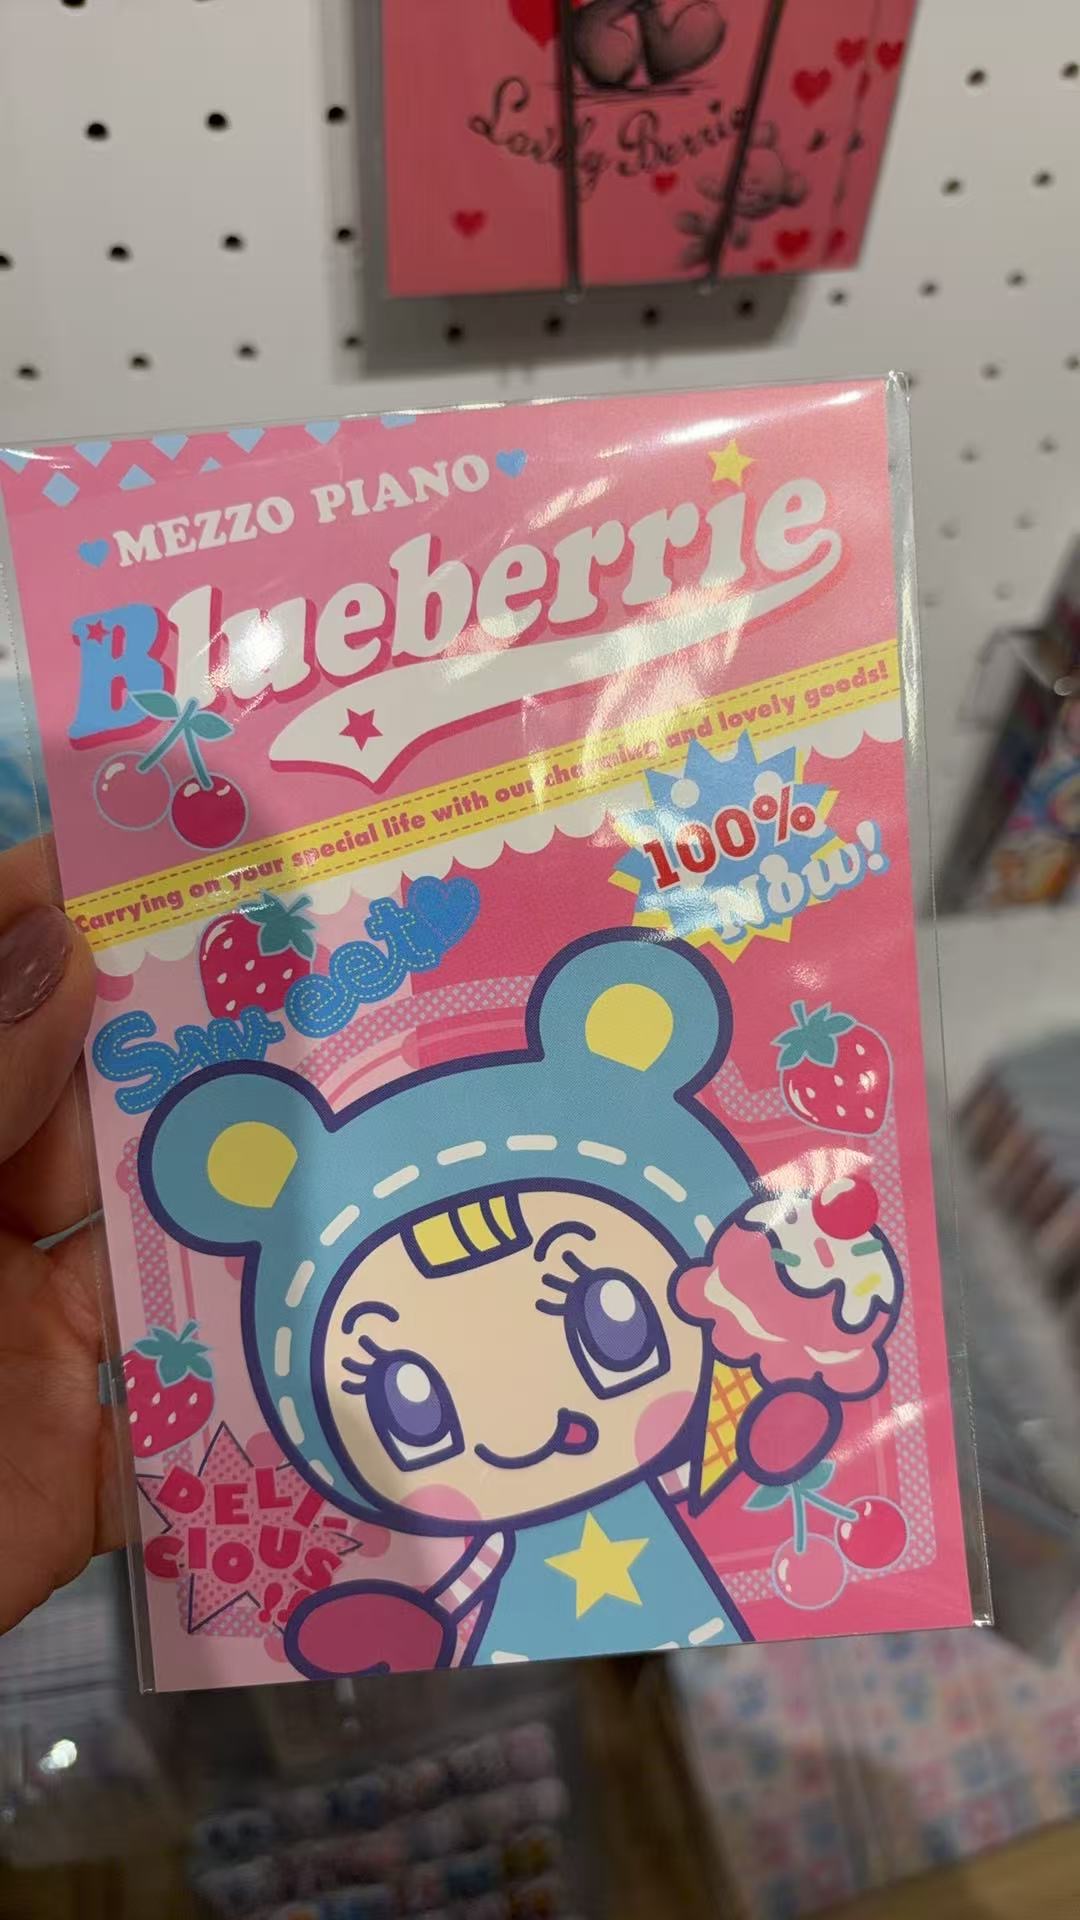 Lovely Berrie
MEZZO PIANO
Blueberrie
Carrying on your special life with our charming and lovely goods!
100%
Now!
Sweet
DELI-
CIOUS!!